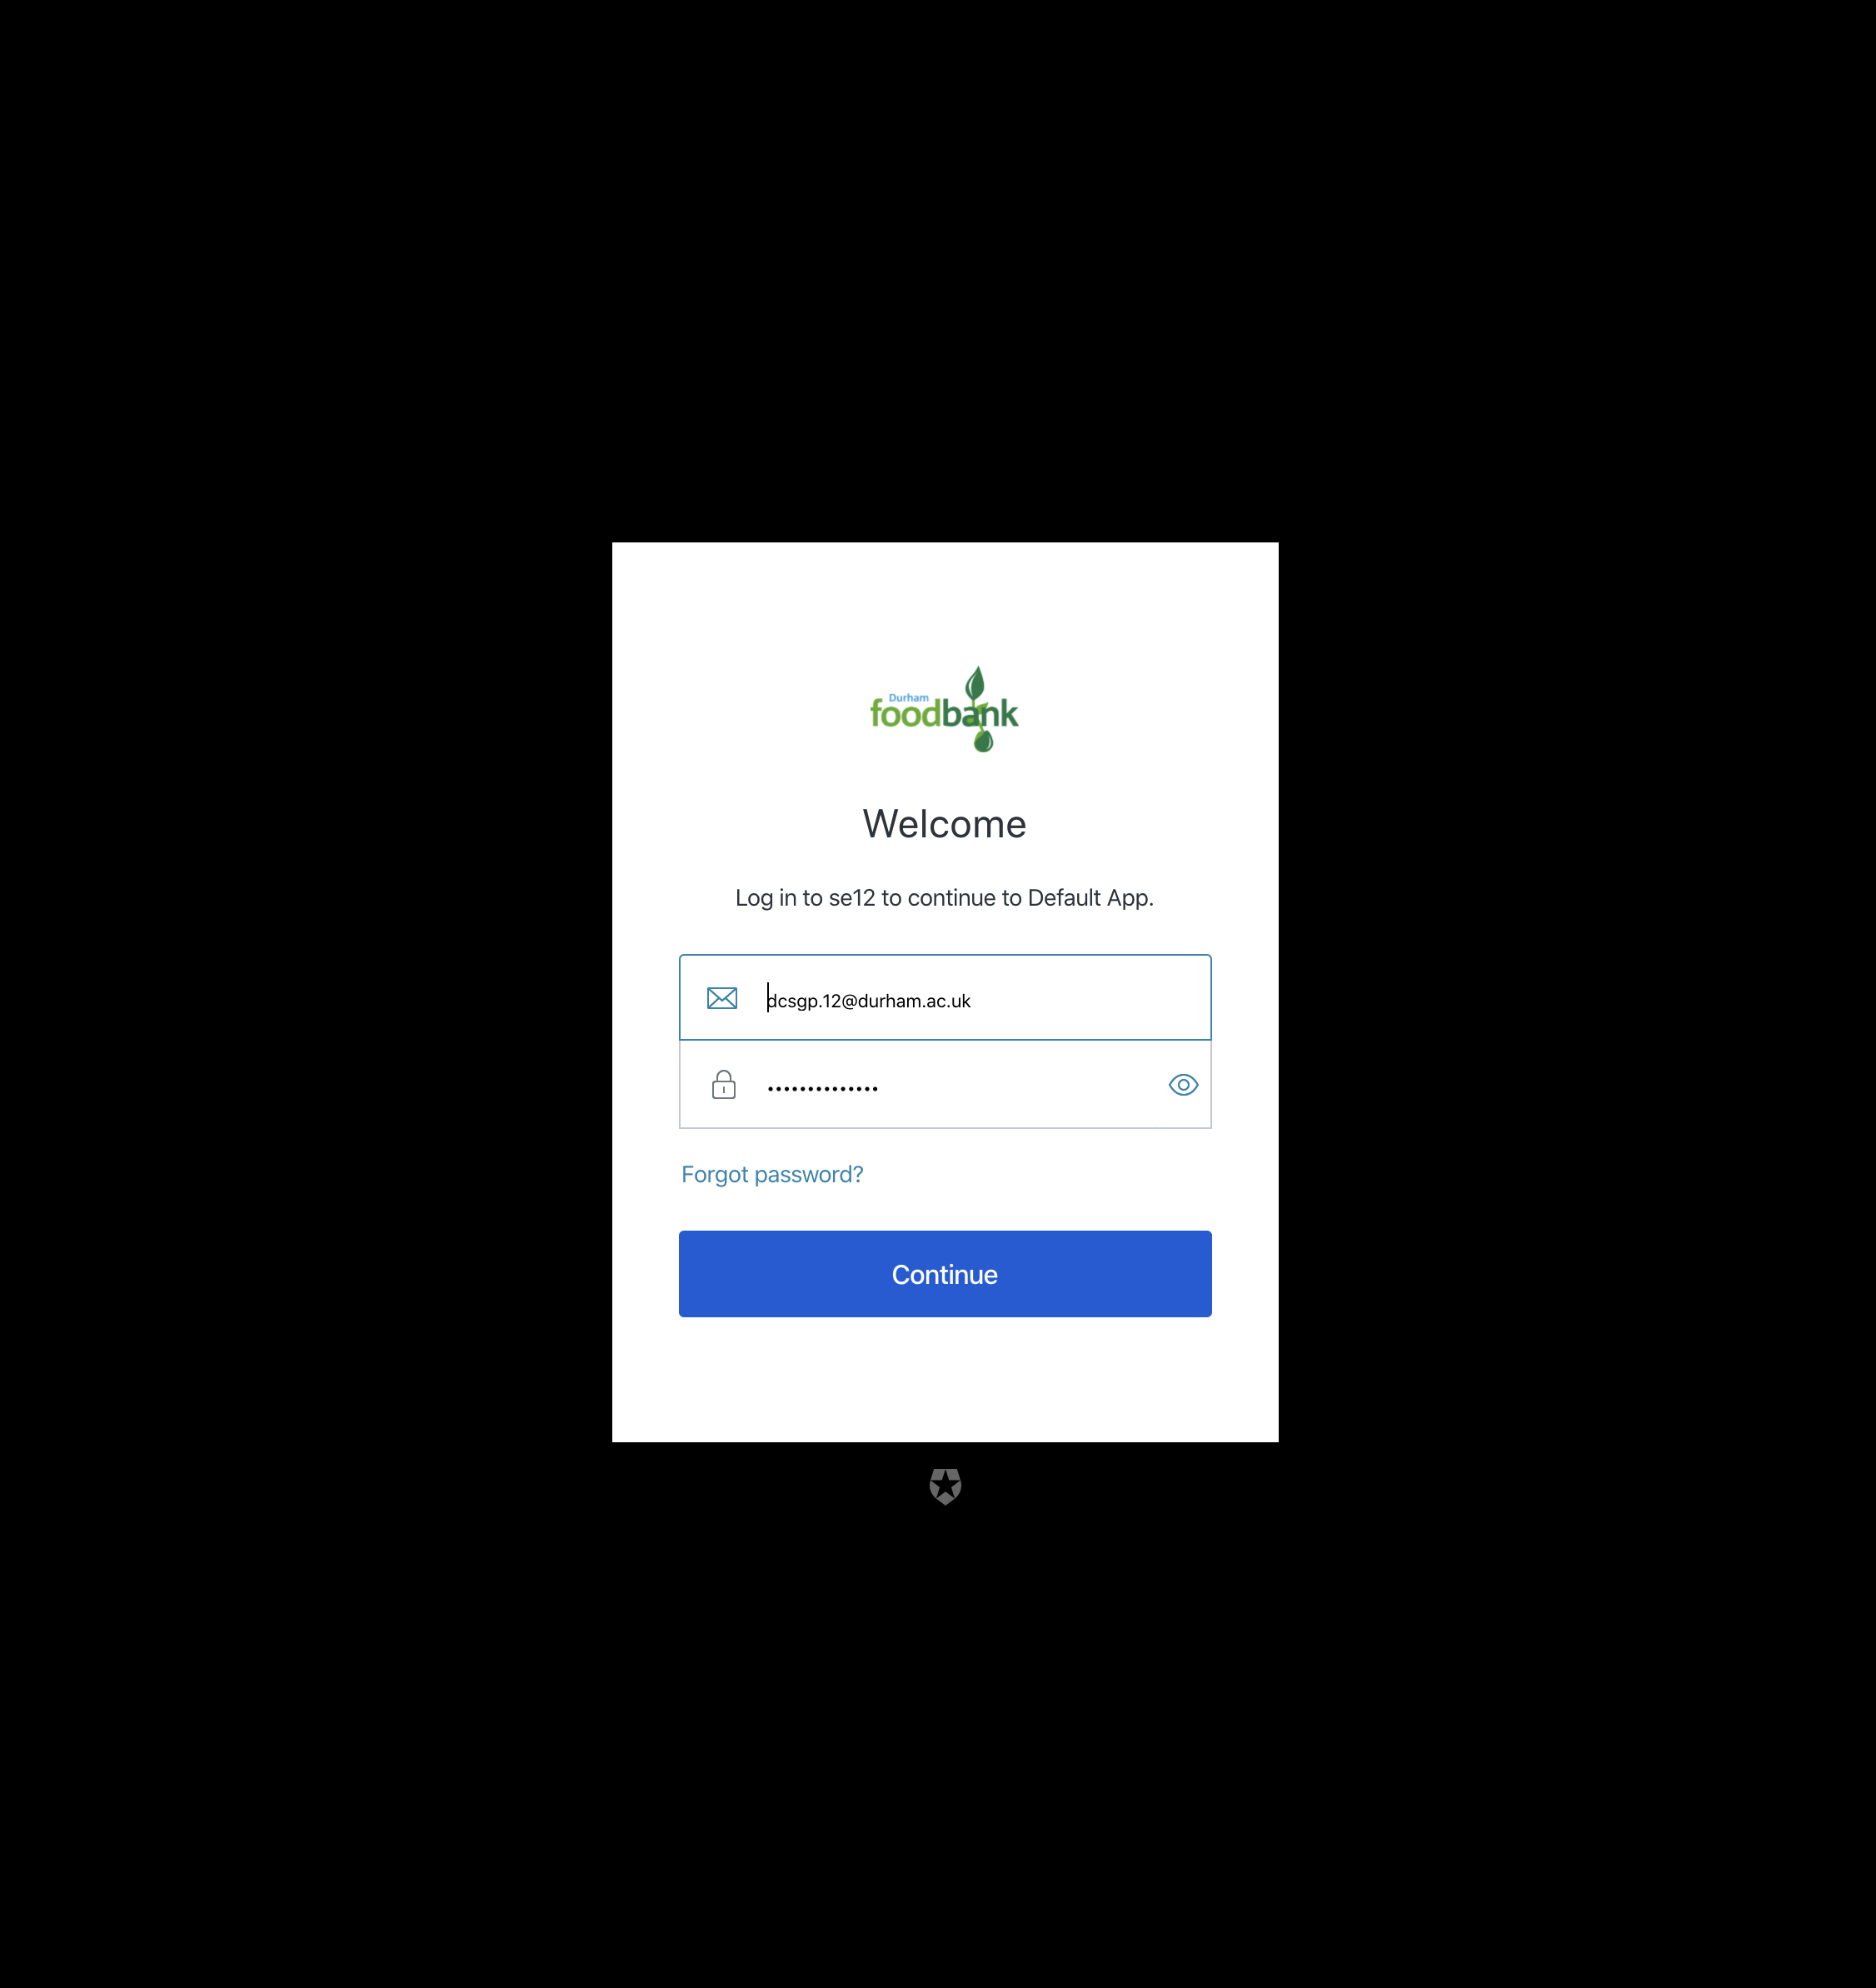 Durham
foodbank
Welcome
Log in to se12 to continue to Default App.
dcsgp.12@durham.ac.uk
••••••••••••••
Forgot password?
Continue